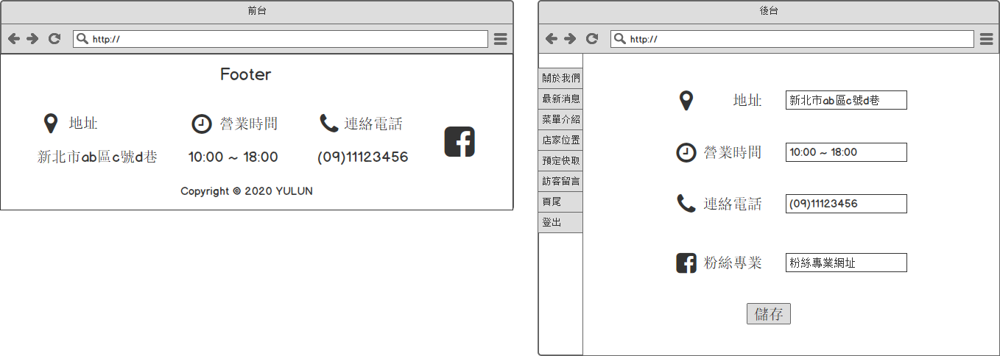 前台
http://
Footer
地址
營業時間
連絡電話
新北市ab區c號d巷
10:00 ~ 18:00
(09)11123456
Copyright © 2020 YULUN
後台
http://
關於我們
最新消息
菜單介紹
店家位置
預定快取
訪客留言
頁尾
登出
地址 新北市ab區c號d巷
營業時間 10:00 ~ 18:00
連絡電話 (09)11123456
粉絲專業 粉絲專業網址
儲存